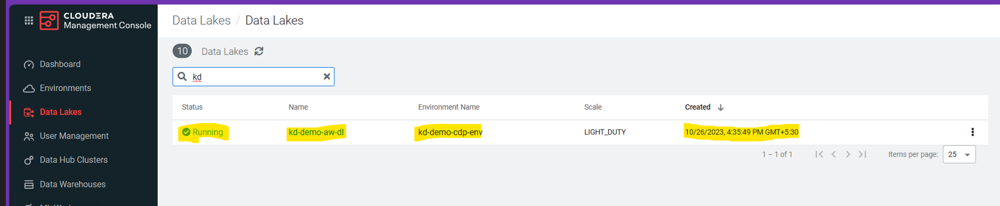 CLOUDERA
Management Console
Dashboard
Environments
Data Lakes
User Management
Data Hub Clusters
Data Warehouses
Data Lakes / Data Lakes
10 Data Lakes
kd
Status Name Environment Name Scale Created
Running kd-demo-aw-dl kd-demo-cdp-env LIGHT_DUTY 10/26/2023, 4:35:49 PM GMT+5:30
1 – 1 of 1 Items per page: 25